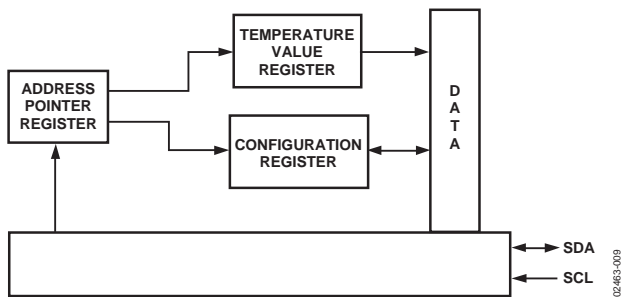 TEMPERATURE
VALUE
REGISTER
ADDRESS
POINTER
REGISTER
CONFIGURATION
REGISTER
D
A
T
A
SDA
SCL
02463-009